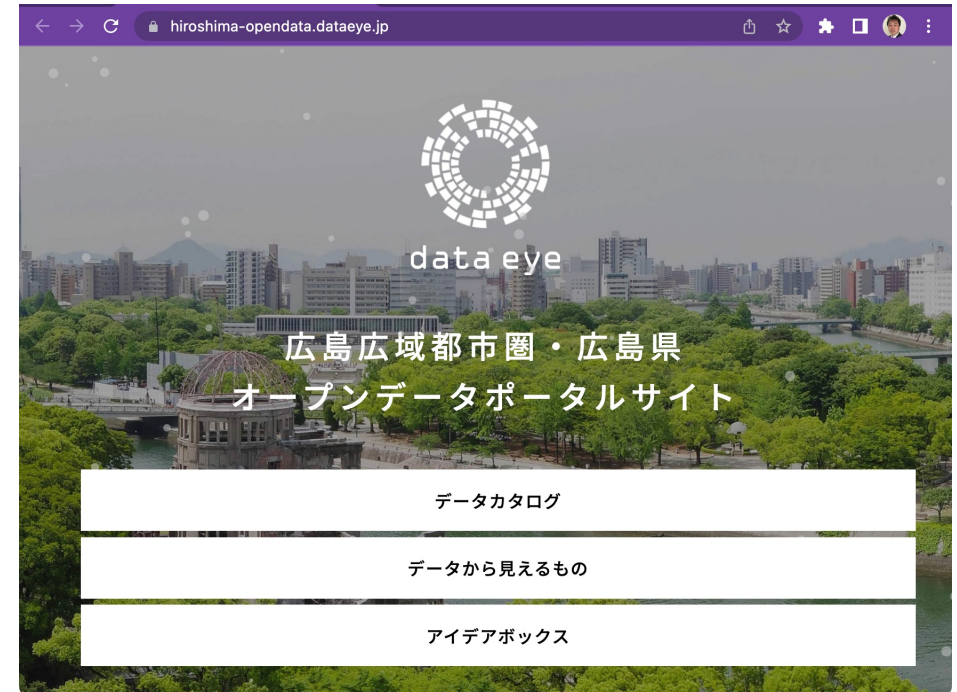 hiroshima-opendata.dataeye.jp
data eye
広島広域都市圏・広島県
オープンデータポータルサイト
データカタログ
データから見えるもの
アイデアボックス